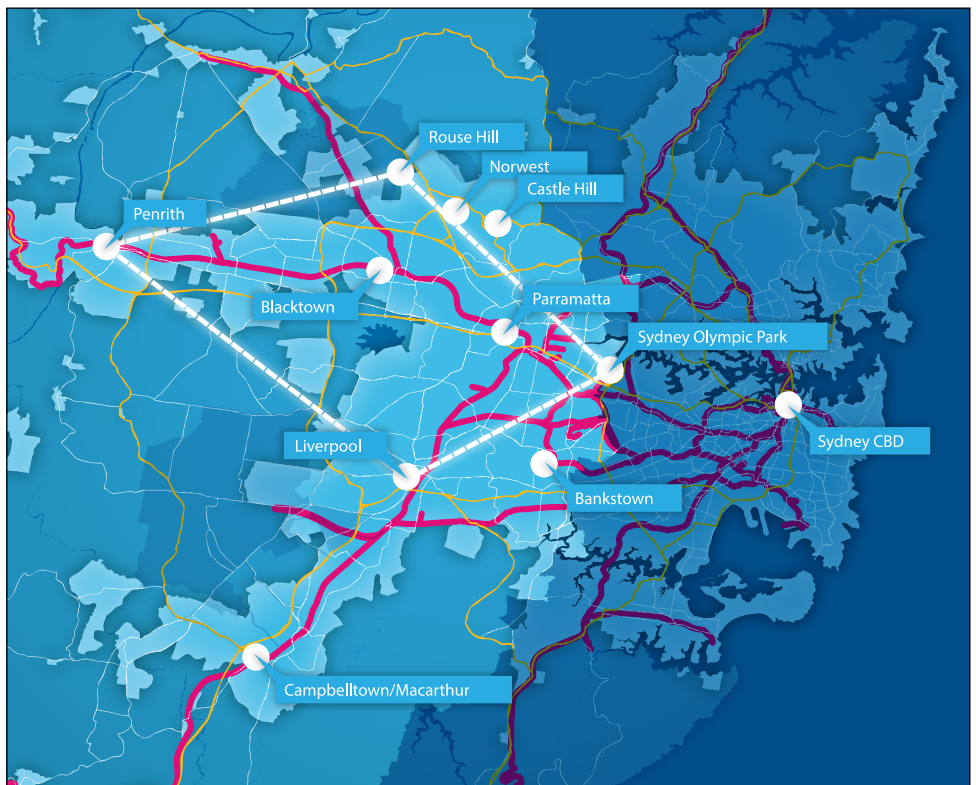 Rouse Hill
Norwest
Castle Hill
Penrith
Blacktown
Parramatta
Sydney Olympic Park
Liverpool
Sydney CBD
Bankstown
Campbelltown/Macarthur